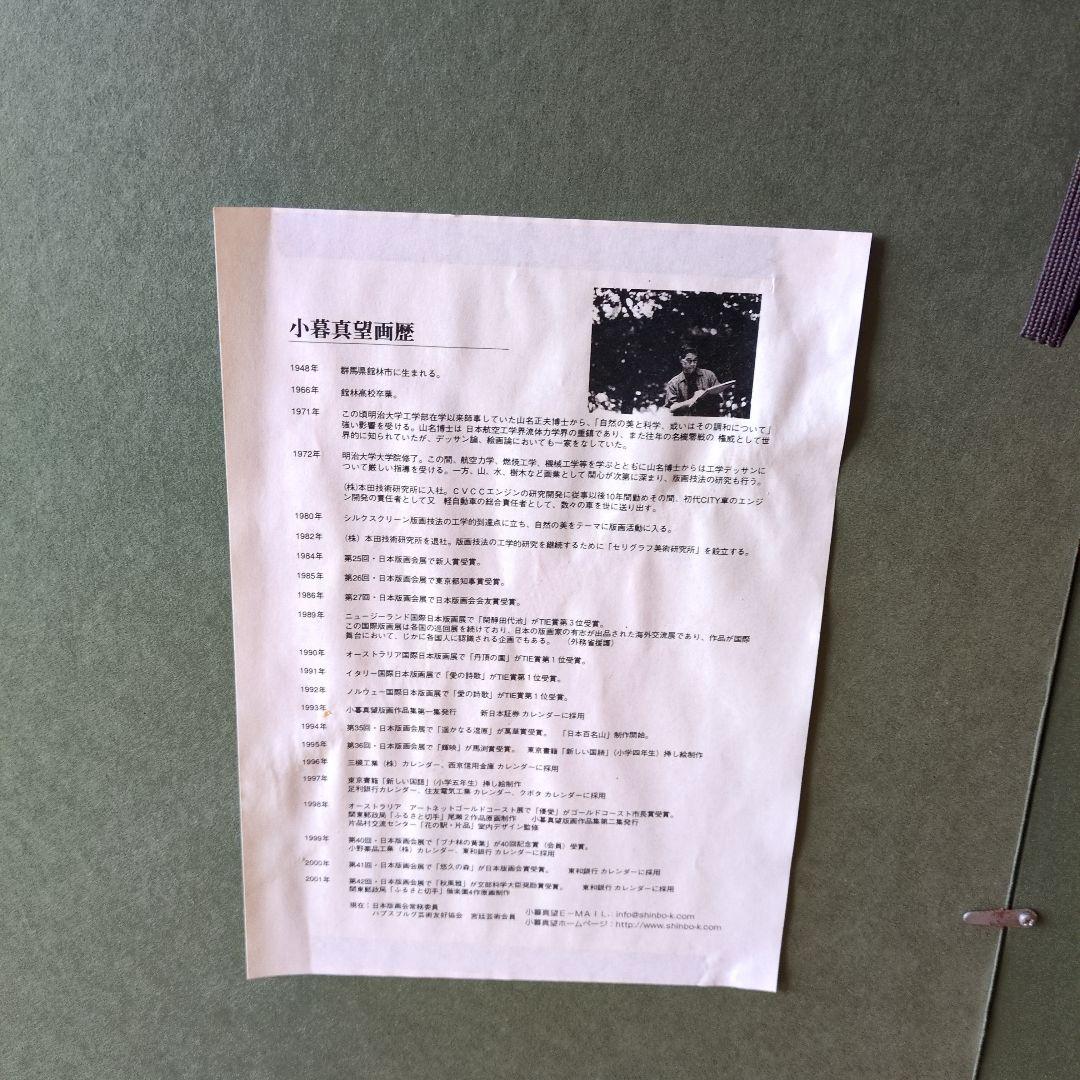 小暮真望画歴
1948年 群馬県館林市に生まれる。
1966年 館林高校卒業。
1971年 この頃明治大学工学部在学以来師事していた山名正夫博士から、「自然の美と科学、或いはその調和について」
強い影響を受ける。山名博士は 日本航空工学界流体力学界の重鎮であり、また往年の名機零戦の 権威として世
界的に知られていたが、デッサン論、絵画論においても一家をなしていた。
1972年 明治大学大学院修了。この間、航空力学、燃焼工学、機械工学等を学ぶとともに山名博士からは工学デッサンに
ついて厳しい指導を受ける。一方、山、水、樹木など画業として 関心が次第に深まり、版画技法の研究も行う。
(株)本田技術研究所に入社。CVCCエンジンの研究開発に従事以後10年間勤めその間、初代CITY車のエンジ
ン開発の責任者として又 軽自動車の総合責任者として、数々の車を世に送り出す。
1980年 シルクスクリーン版画技法の工学的到達点に立ち、自然の美をテーマに版画活動に入る。
1982年 (株)本田技術研究所を退社。版画技法の工学的研究を継続するために「セリグラフ美術研究所」を設立する。
1984年 第25回・日本版画会展で新人賞受賞。
1985年 第26回・日本版画会展で東京都知事賞受賞。
1986年 第27回・日本版画会展で日本版画会会友賞受賞。
1989年 ニュージーランド国際日本版画展で「閑静田代池」がTIE賞第3位受賞。
この国際版画展は各国の巡回展を続けており、日本の版画家の有志が出品された海外交流展であり、作品が国際
舞台において、じかに各国人に認識される企画でもある。 (外務省援護)
1990年 オーストラリア国際日本版画展で「丹頂の園」がTIE賞第1位受賞。
1991年 イタリー国際日本版画展で「愛の詩歌」がTIE賞第1位受賞。
1992年 ノルウェー国際日本版画展で「愛の詩歌」がTIE賞第1位受賞。
1993年 小暮真望版画作品集第一集発行 新日本証券 カレンダーに採用
1994年 第35回・日本版画会展で「遥かなる湿原」が萬華賞受賞。 「日本百名山」制作開始。
1995年 第36回・日本版画会展で「輝映」が馬渕賞受賞。 東京書籍「新しい国語」(小学四年生)挿し絵制作
1996年 三機工業(株)カレンダー、西京信用金庫 カレンダーに採用
1997年 東京書籍「新しい国語」(小学五年生)挿し絵制作
足利銀行カレンダー、住友電気工業 カレンダー、クボタ カレンダーに採用
1998年 オーストラリア アートネットゴールドコースト展で「優愛」がゴールドコースト市長賞受賞。
関東郵政局「ふるさと切手」尾瀬2作品原画制作 小暮真望版画作品集第二集発行
片品村交流センター「花の駅・片品」室内デザイン監修
1999年 第40回・日本版画会展で「ブナ林の黄葉」が40回記念賞(会員)受賞。
小野薬品工業(株)カレンダー、東和銀行 カレンダーに採用
2000年 第41回・日本版画会展で「悠久の森」が日本版画会賞受賞。 東和銀行 カレンダーに採用
2001年 第42回・日本版画会展で「秋風雅」が文部科学大臣奨励賞受賞。 東和銀行 カレンダーに採用
関東郵政局「ふるさと切手」偕楽園4作原画制作
現在:日本版画会常務委員
ハプスブルグ芸術友好協会 宮廷芸術会員
小暮真望E-MAIL.: info@shinbo-k.com
小暮真望ホームページ:http://www.shinbo-k.com